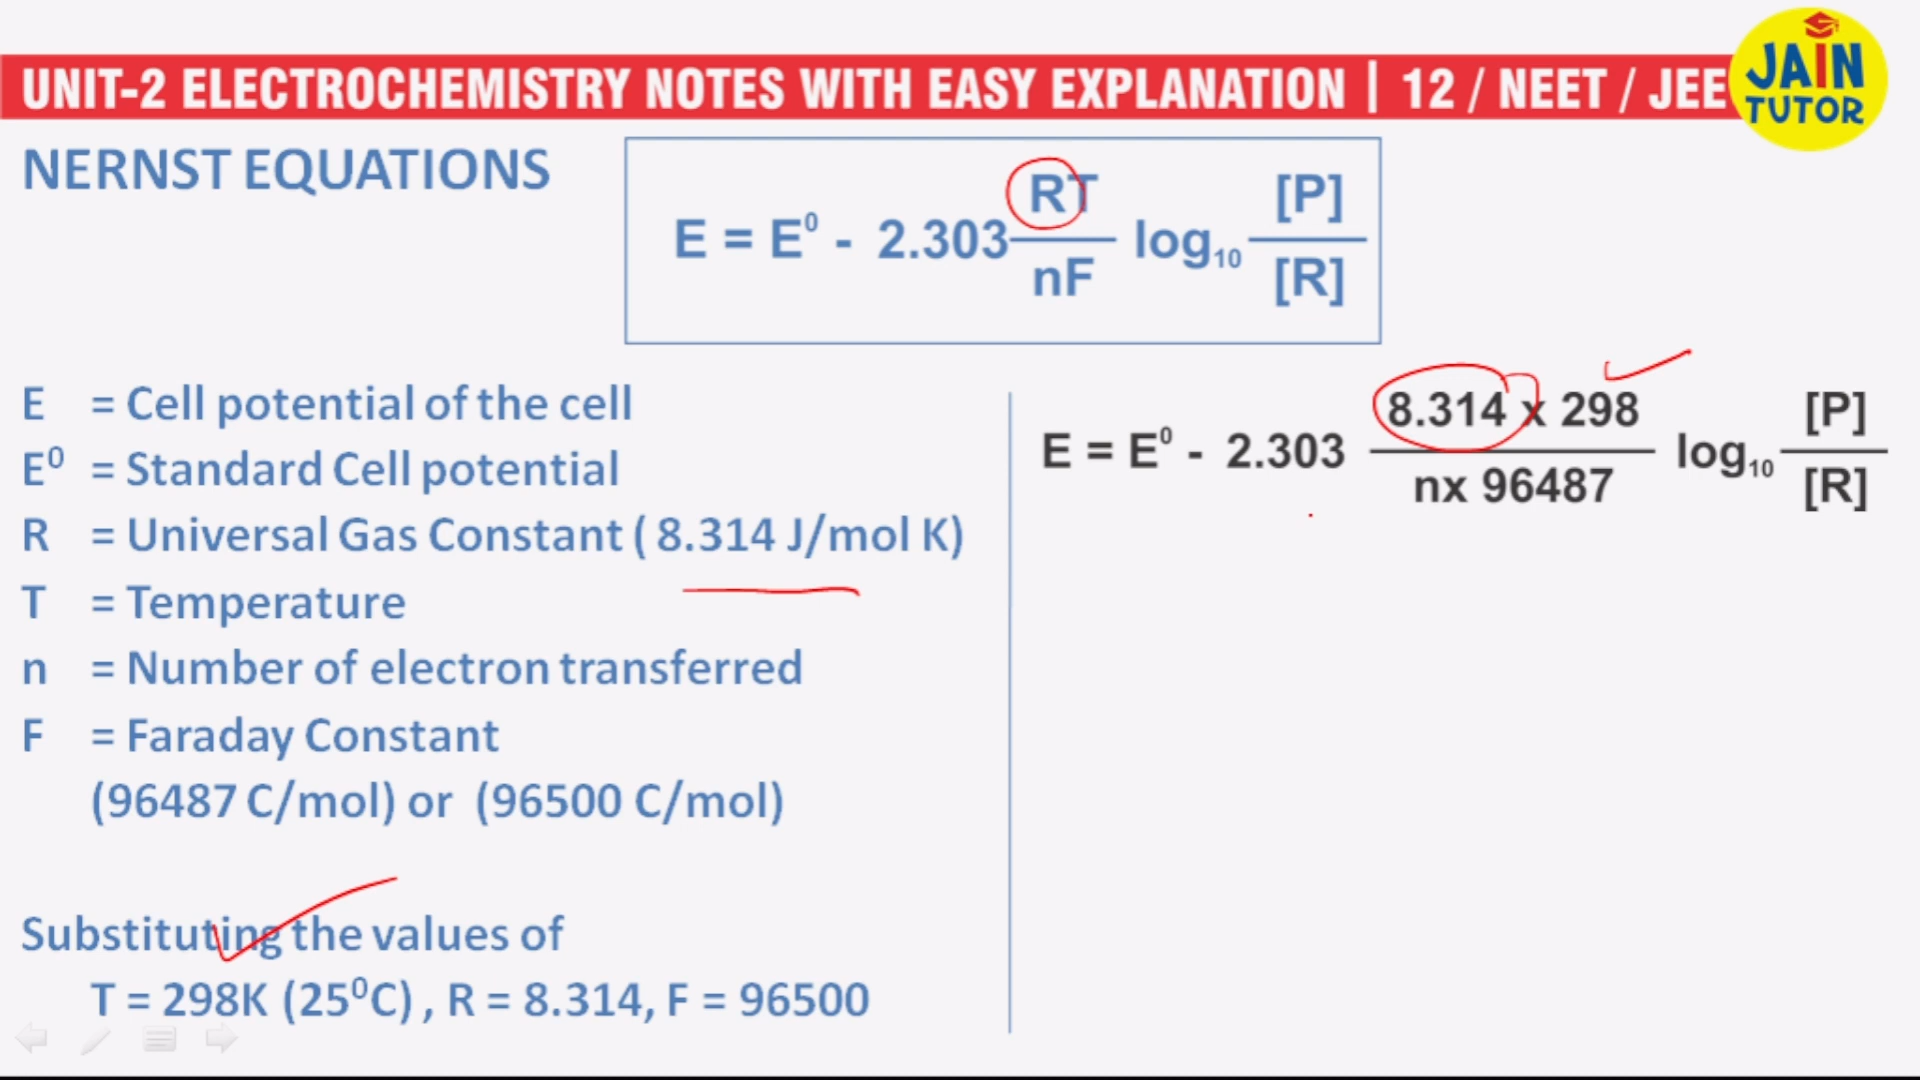 UNIT-2 ELECTROCHEMISTRY NOTES WITH EASY EXPLANATION | 12 / NEET / JEE
JAIN
TUTOR
NERNST EQUATIONS
E = E⁰ - 2.303 RT/nF log₁₀ [P]/[R]
E = Cell potential of the cell
E⁰ = Standard Cell potential
R = Universal Gas Constant ( 8.314 J/mol K)
T = Temperature
n = Number of electron transferred
F = Faraday Constant
(96487 C/mol) or (96500 C/mol)
Substituting the values of
T = 298K (25⁰C) , R = 8.314, F = 96500
E = E⁰ - 2.303 8.314 x 298/nx 96487 log₁₀ [P]/[R]